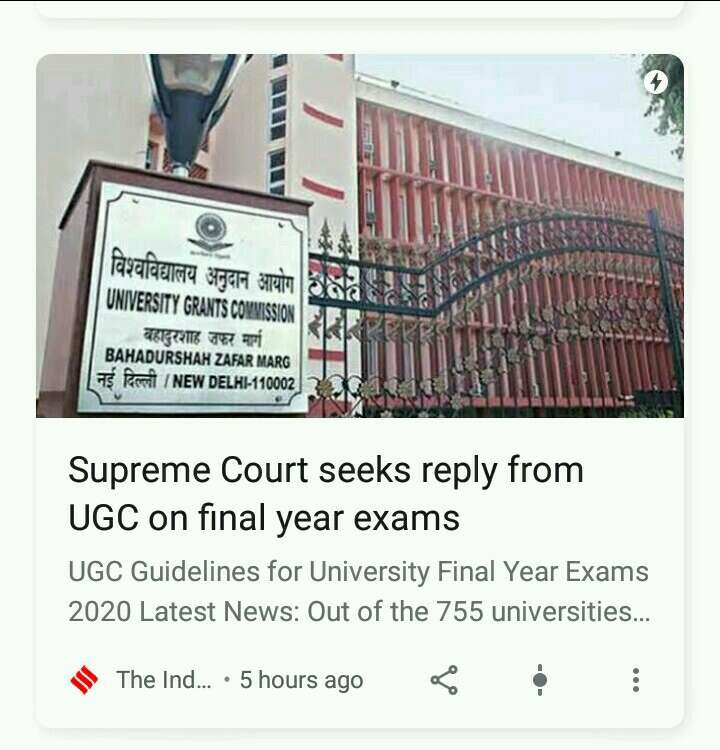 विश्वविद्यालय अनुदान आयोग
UNIVERSITY GRANTS COMMISSION
बहादुरशाह जफर मार्ग
BAHADURSHAH ZAFAR MARG
नई दिल्ली / NEW DELHI-110002
Supreme Court seeks reply from
UGC on final year exams
UGC Guidelines for University Final Year Exams
2020 Latest News: Out of the 755 universities...
The Ind... • 5 hours ago